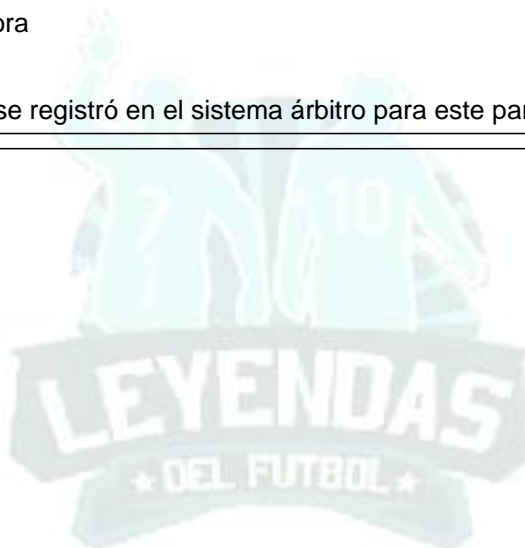 ora
se registró en el sistema árbitro para este par
7
10
LEYENDAS
DEL FUTBOL